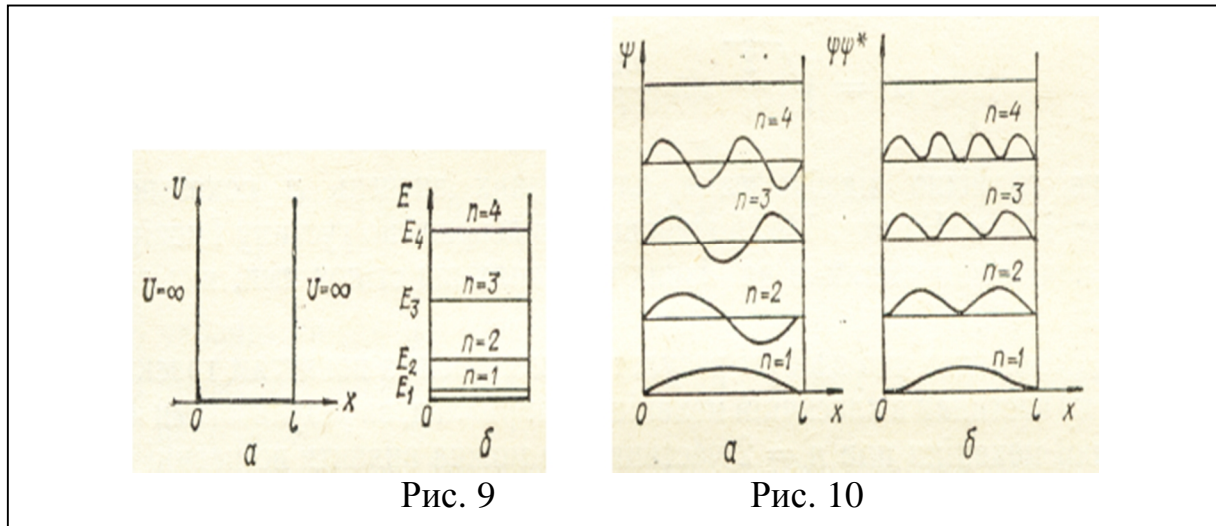 U
U=∞
U=∞
0
l
x
а
E
E₄
n=4
E₃
n=3
E₂
n=2
E₁
n=1
0
б
Рис. 9
ψ
n=4
n=3
n=2
n=1
0
l
x
а
ψψ*
n=4
n=3
n=2
n=1
0
l
x
б
Рис. 10